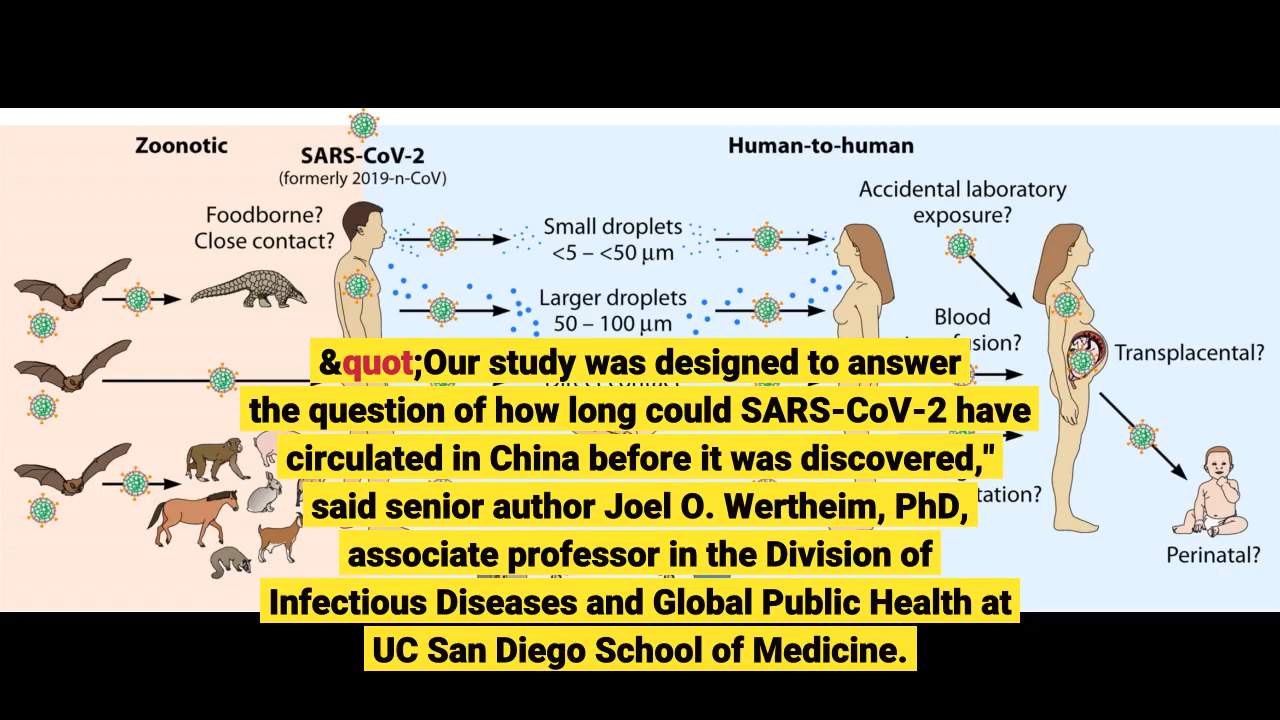 Zoonotic
SARS-CoV-2
(formerly 2019-n-CoV)
Human-to-human
Foodborne?
Close contact?
Small droplets
<5 – <50 µm
Larger droplets
50 – 100 µm
Accidental laboratory
exposure?
Blood
Transplacental?
Perinatal?
&quot;Our study was designed to answer
the question of how long could SARS-CoV-2 have
circulated in China before it was discovered,"
said senior author Joel O. Wertheim, PhD,
associate professor in the Division of
Infectious Diseases and Global Public Health at
UC San Diego School of Medicine.